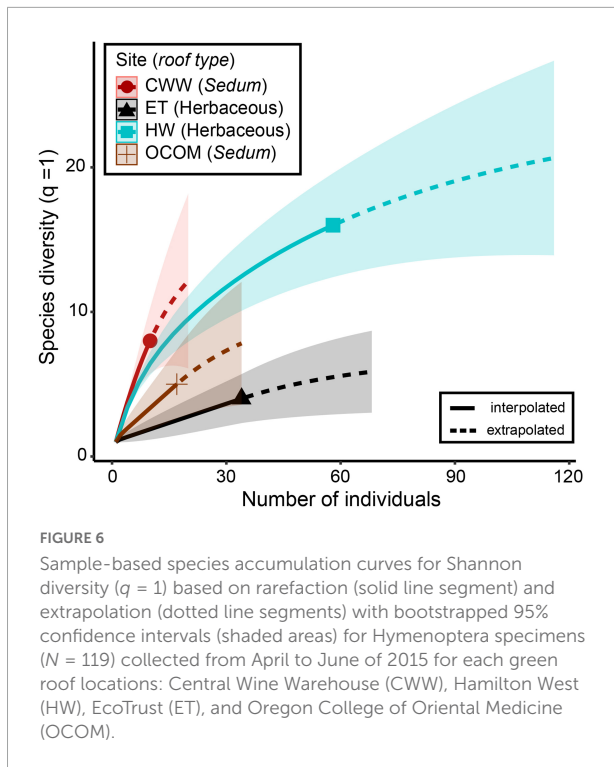 Site (roof type)
CWW (Sedum)
ET (Herbaceous)
HW (Herbaceous)
OCOM (Sedum)
Species diversity (q =1)
20
10
0
interpolated
extrapolated
0 30 60 90 120
Number of individuals
FIGURE 6
Sample-based species accumulation curves for Shannon
diversity (q = 1) based on rarefaction (solid line segment) and
extrapolation (dotted line segments) with bootstrapped 95%
confidence intervals (shaded areas) for Hymenoptera specimens
(N = 119) collected from April to June of 2015 for each green
roof locations: Central Wine Warehouse (CWW), Hamilton West
(HW), EcoTrust (ET), and Oregon College of Oriental Medicine
(OCOM).